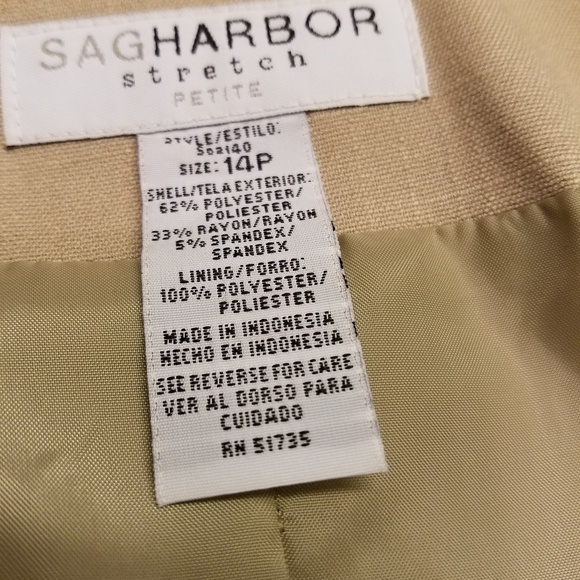 SAGHARBOR
stretch
PETITE
STYLE/ESTILO:
S62140
SIZE: 14P
SHELL/TELA EXTERIOR:
62% POLYESTER/
POLIESTER
33% RAYON/RAYON
5% SPANDEX/
SPANDEX
LINING/FORRO:
100% POLYESTER/
POLIESTER
MADE IN INDONESIA
HECHO EN INDONESIA
SEE REVERSE FOR CARE
VER AL DORSO PARA
CUIDADO
RN 51735